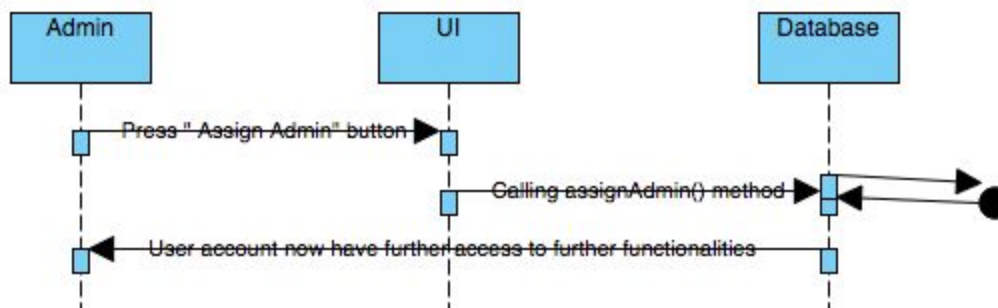 Admin
UI
Database
Press " Assign Admin" button
Calling assignAdmin() method
User account now have further access to further functionalities